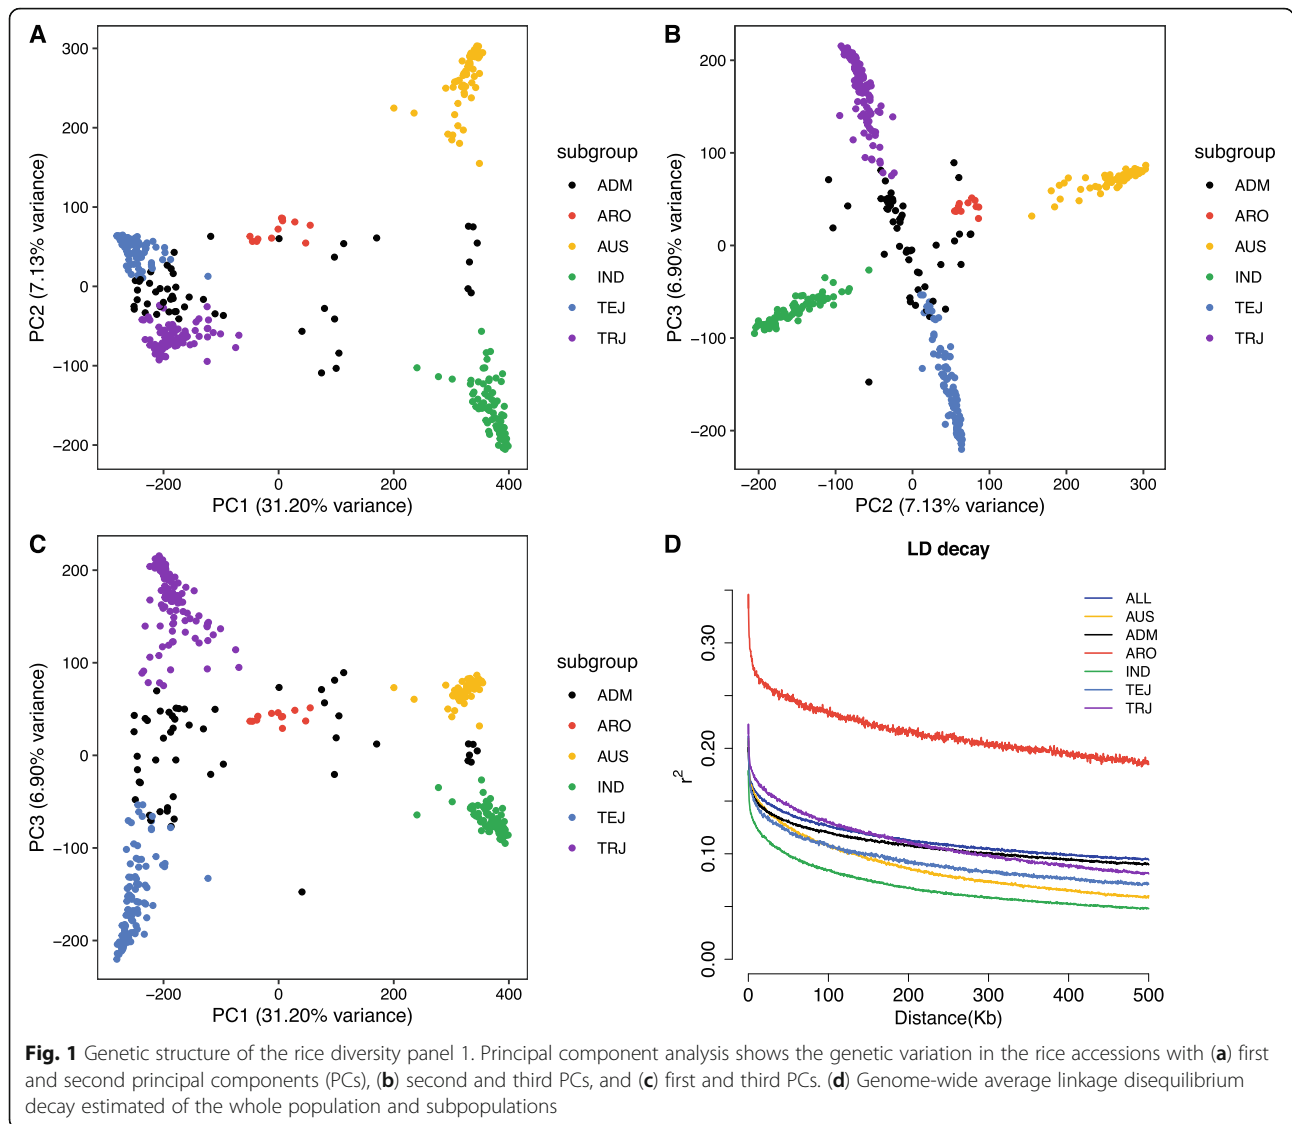 A
300
200
100
0
−100
−200
PC2 (7.13% variance)
−200
0
200
400
PC1 (31.20% variance)
subgroup
ADM
ARO
AUS
IND
TEJ
TRJ
B
200
100
0
−100
−200
PC3 (6.90% variance)
−200
−100
0
100
200
300
PC2 (7.13% variance)
subgroup
ADM
ARO
AUS
IND
TEJ
TRJ
C
200
100
0
−100
−200
PC3 (6.90% variance)
−200
0
200
400
PC1 (31.20% variance)
subgroup
ADM
ARO
AUS
IND
TEJ
TRJ
D
LD decay
ALL
AUS
ADM
ARO
IND
TEJ
TRJ
0.30
0.20
0.10
0.00
r²
0
100
200
300
400
500
Distance(Kb)
Fig. 1 Genetic structure of the rice diversity panel 1. Principal component analysis shows the genetic variation in the rice accessions with (a) first
and second principal components (PCs), (b) second and third PCs, and (c) first and third PCs. (d) Genome-wide average linkage disequilibrium
decay estimated of the whole population and subpopulations